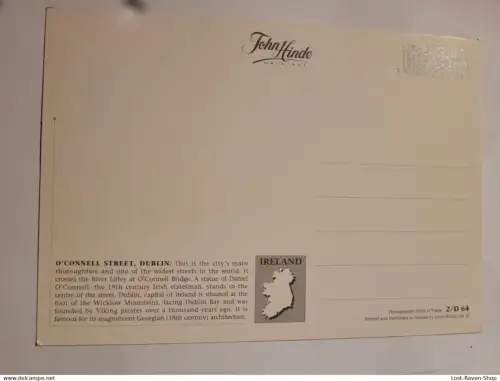 John Hinde
ORIGINAL
O'CONNELL STREET, DUBLIN: This is the city's main
thoroughfare and one of the widest streets in the world. It
crosses the River Liffey at O'Connell Bridge. A statue of Daniel
O'Connell, the 19th century Irish statesman, stands in the
centre of the street. Dublin, capital of Ireland is situated at the
foot of the Wicklow Mountains, facing Dublin Bay and was
founded by Viking pirates over a thousand years ago. It is
famous for its magnificent Georgian (18th century) architecture.
IRELAND
2/D 64
Lost-Raven-Shop